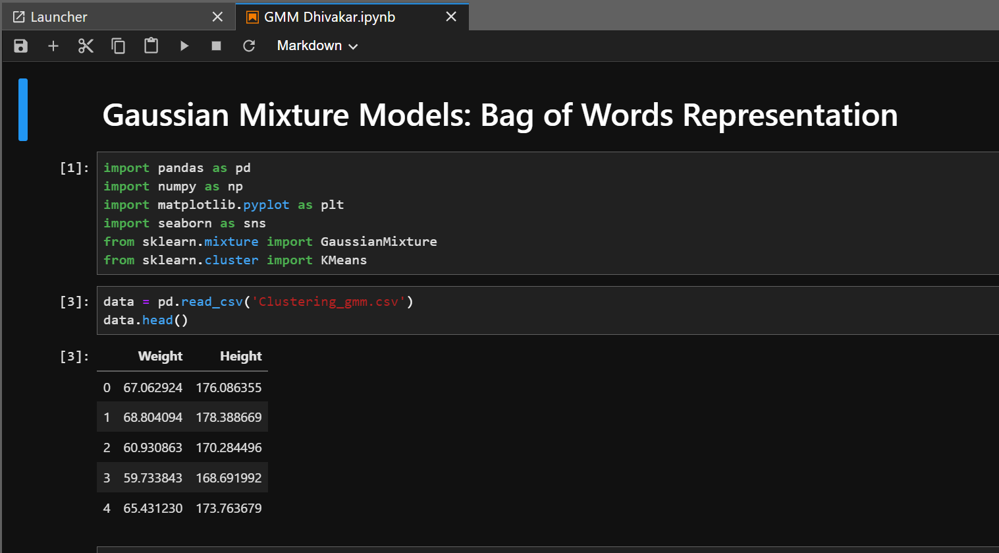 Launcher
GMM Dhivakar.ipynb
Markdown
Gaussian Mixture Models: Bag of Words Representation
[1]:
import pandas as pd
import numpy as np
import matplotlib.pyplot as plt
import seaborn as sns
from sklearn.mixture import GaussianMixture
from sklearn.cluster import KMeans
[3]:
data = pd.read_csv('Clustering_gmm.csv')
data.head()
[3]:
Weight Height
0 67.062924 176.086355
1 68.804094 178.388669
2 60.930863 170.284496
3 59.733843 168.691992
4 65.431230 173.763679